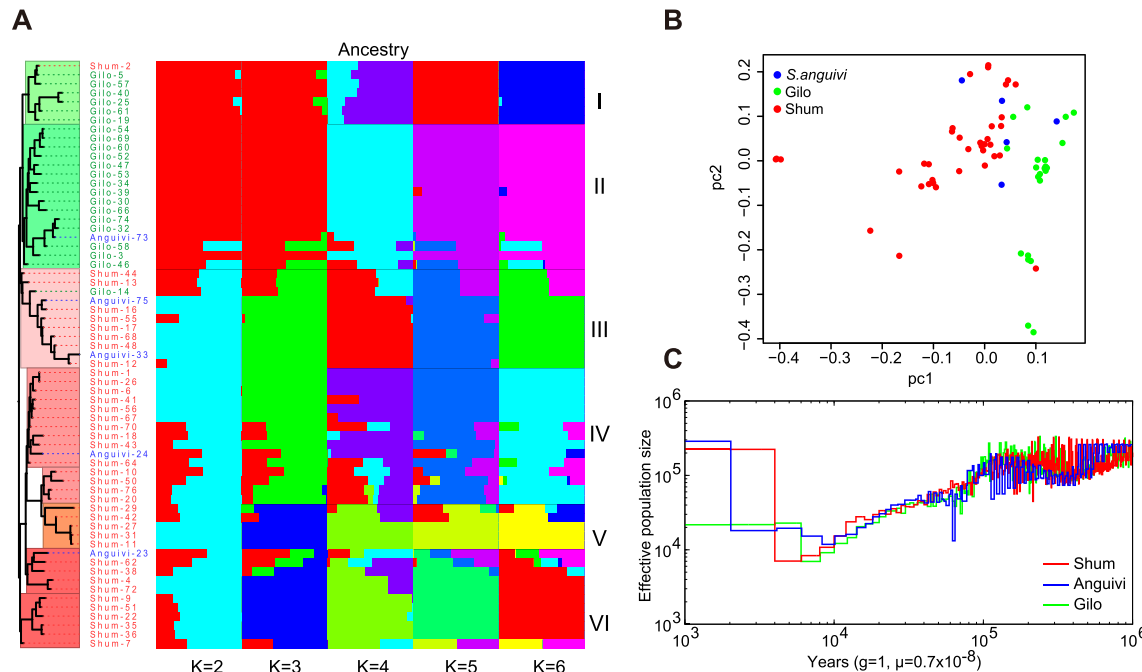 A
Ancestry
Shum-2
Gilo-5
Gilo-57
Gilo-40
Gilo-25
Gilo-61
Gilo-19
Gilo-54
Gilo-69
Gilo-60
Gilo-52
Gilo-47
Gilo-53
Gilo-34
Gilo-39
Gilo-30
Gilo-66
Gilo-74
Gilo-32
Anguivi-73
Gilo-58
Gilo-3
Gilo-46
Shum-44
Shum-13
Gilo-14
Anguivi-75
Shum-16
Shum-55
Shum-17
Shum-68
Shum-48
Anguivi-33
Shum-12
Shum-1
Shum-26
Shum-6
Shum-41
Shum-56
Shum-67
Shum-70
Shum-18
Shum-43
Anguivi-24
Shum-64
Shum-10
Shum-50
Shum-76
Shum-20
Shum-29
Shum-42
Shum-27
Shum-31
Shum-11
Anguivi-23
Shum-62
Shum-38
Shum-4
Shum-72
Shum-9
Shum-51
Shum-22
Shum-35
Shum-36
Shum-7
I
II
III
IV
V
VI
K=2 K=3 K=4 K=5 K=6
B
S.anguivi
Gilo
Shum
pc2
0.2
0.1
0.0
−0.1
−0.2
−0.3
−0.4
−0.4 −0.2 −0.1 0.0 0.1
pc1
C
Effective population size
10⁶
10⁵
10⁴
10³
Shum
Anguivi
Gilo
10³ 10⁴ 10⁵ 10⁶
Years (g=1, µ=0.7x10⁻⁸)